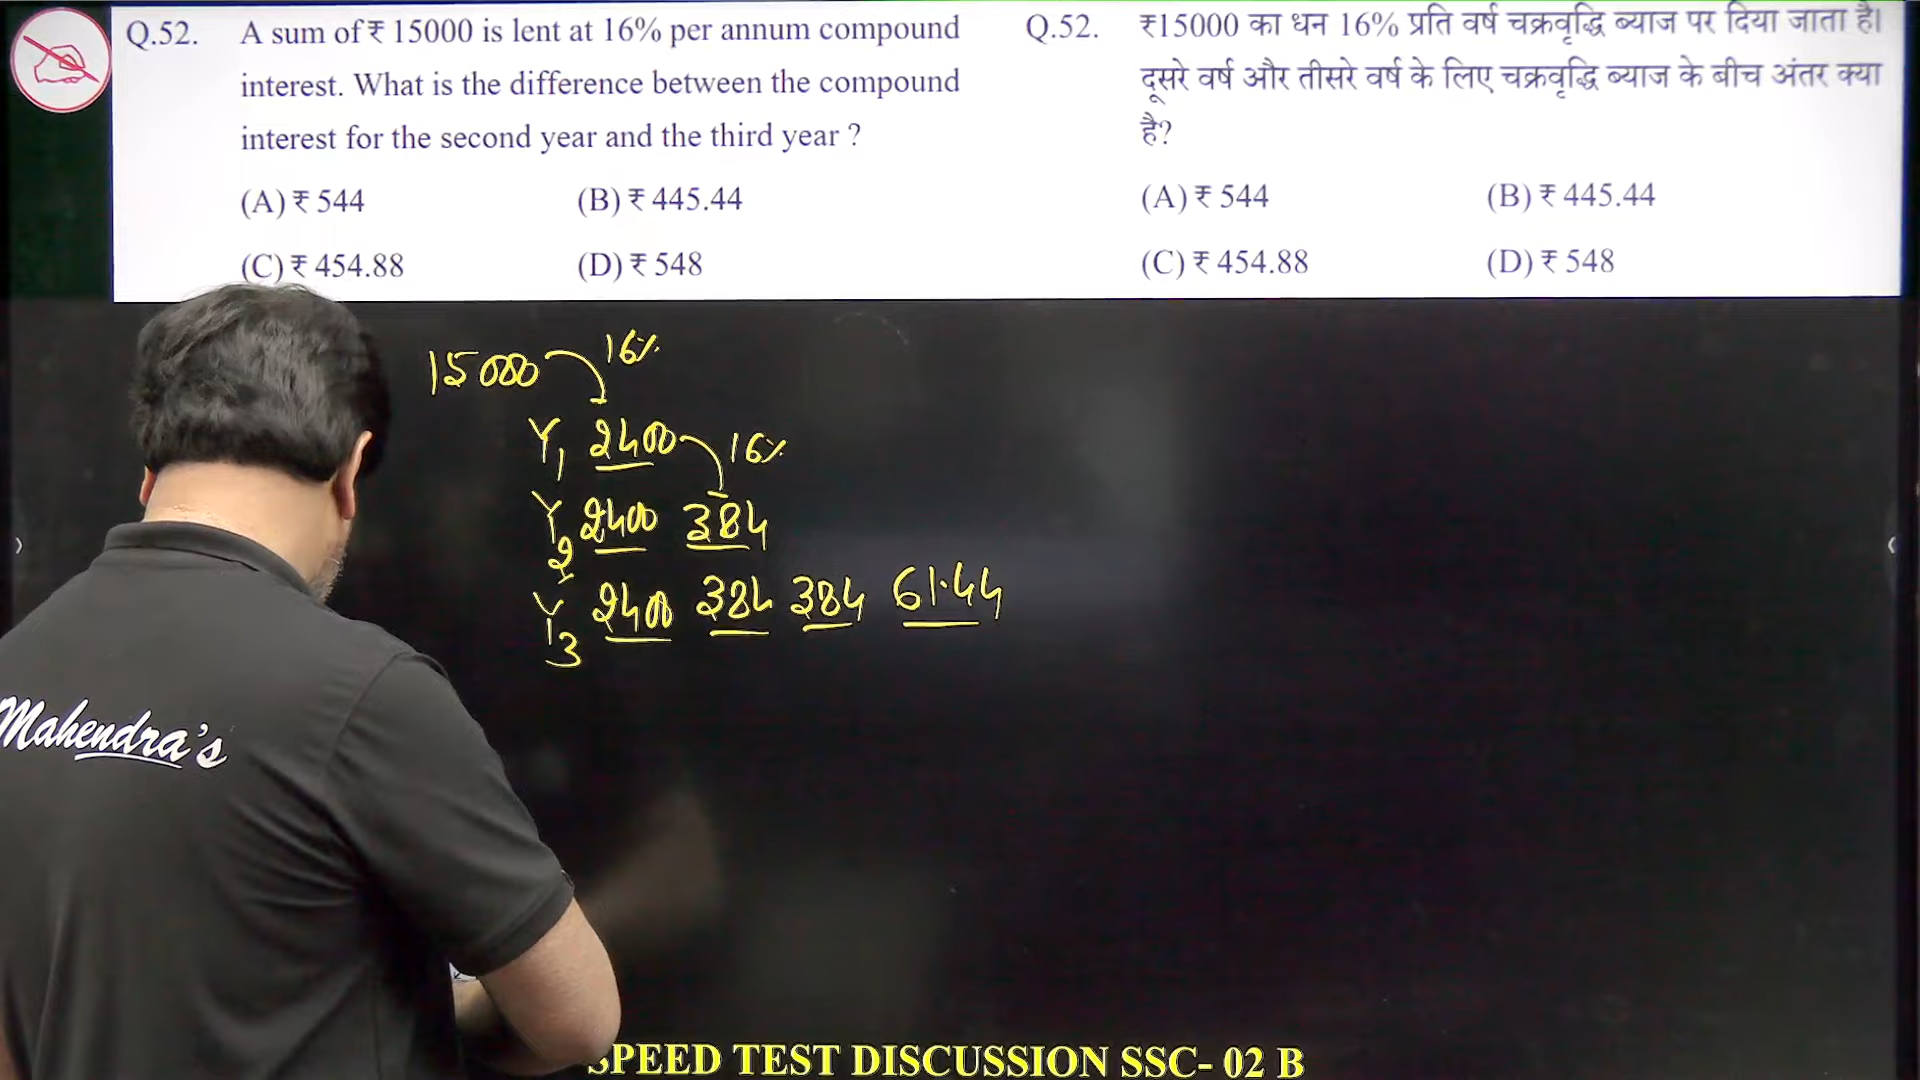 Q.52. A sum of ₹ 15000 is lent at 16% per annum compound
interest. What is the difference between the compound
interest for the second year and the third year ?
(A) ₹ 544 (B) ₹ 445.44
(C) ₹ 454.88 (D) ₹ 548
Q.52. ₹15000 का धन 16% प्रति वर्ष चक्रवृद्धि ब्याज पर दिया जाता है।
दूसरे वर्ष और तीसरे वर्ष के लिए चक्रवृद्धि ब्याज के बीच अंतर क्या
है?
(A) ₹ 544 (B) ₹ 445.44
(C) ₹ 454.88 (D) ₹ 548
15000 16%
Y1 2400 16%
Y2 2400 384
Y3 2400 384 384 61.44
Mahendra's
SPEED TEST DISCUSSION SSC- 02 B